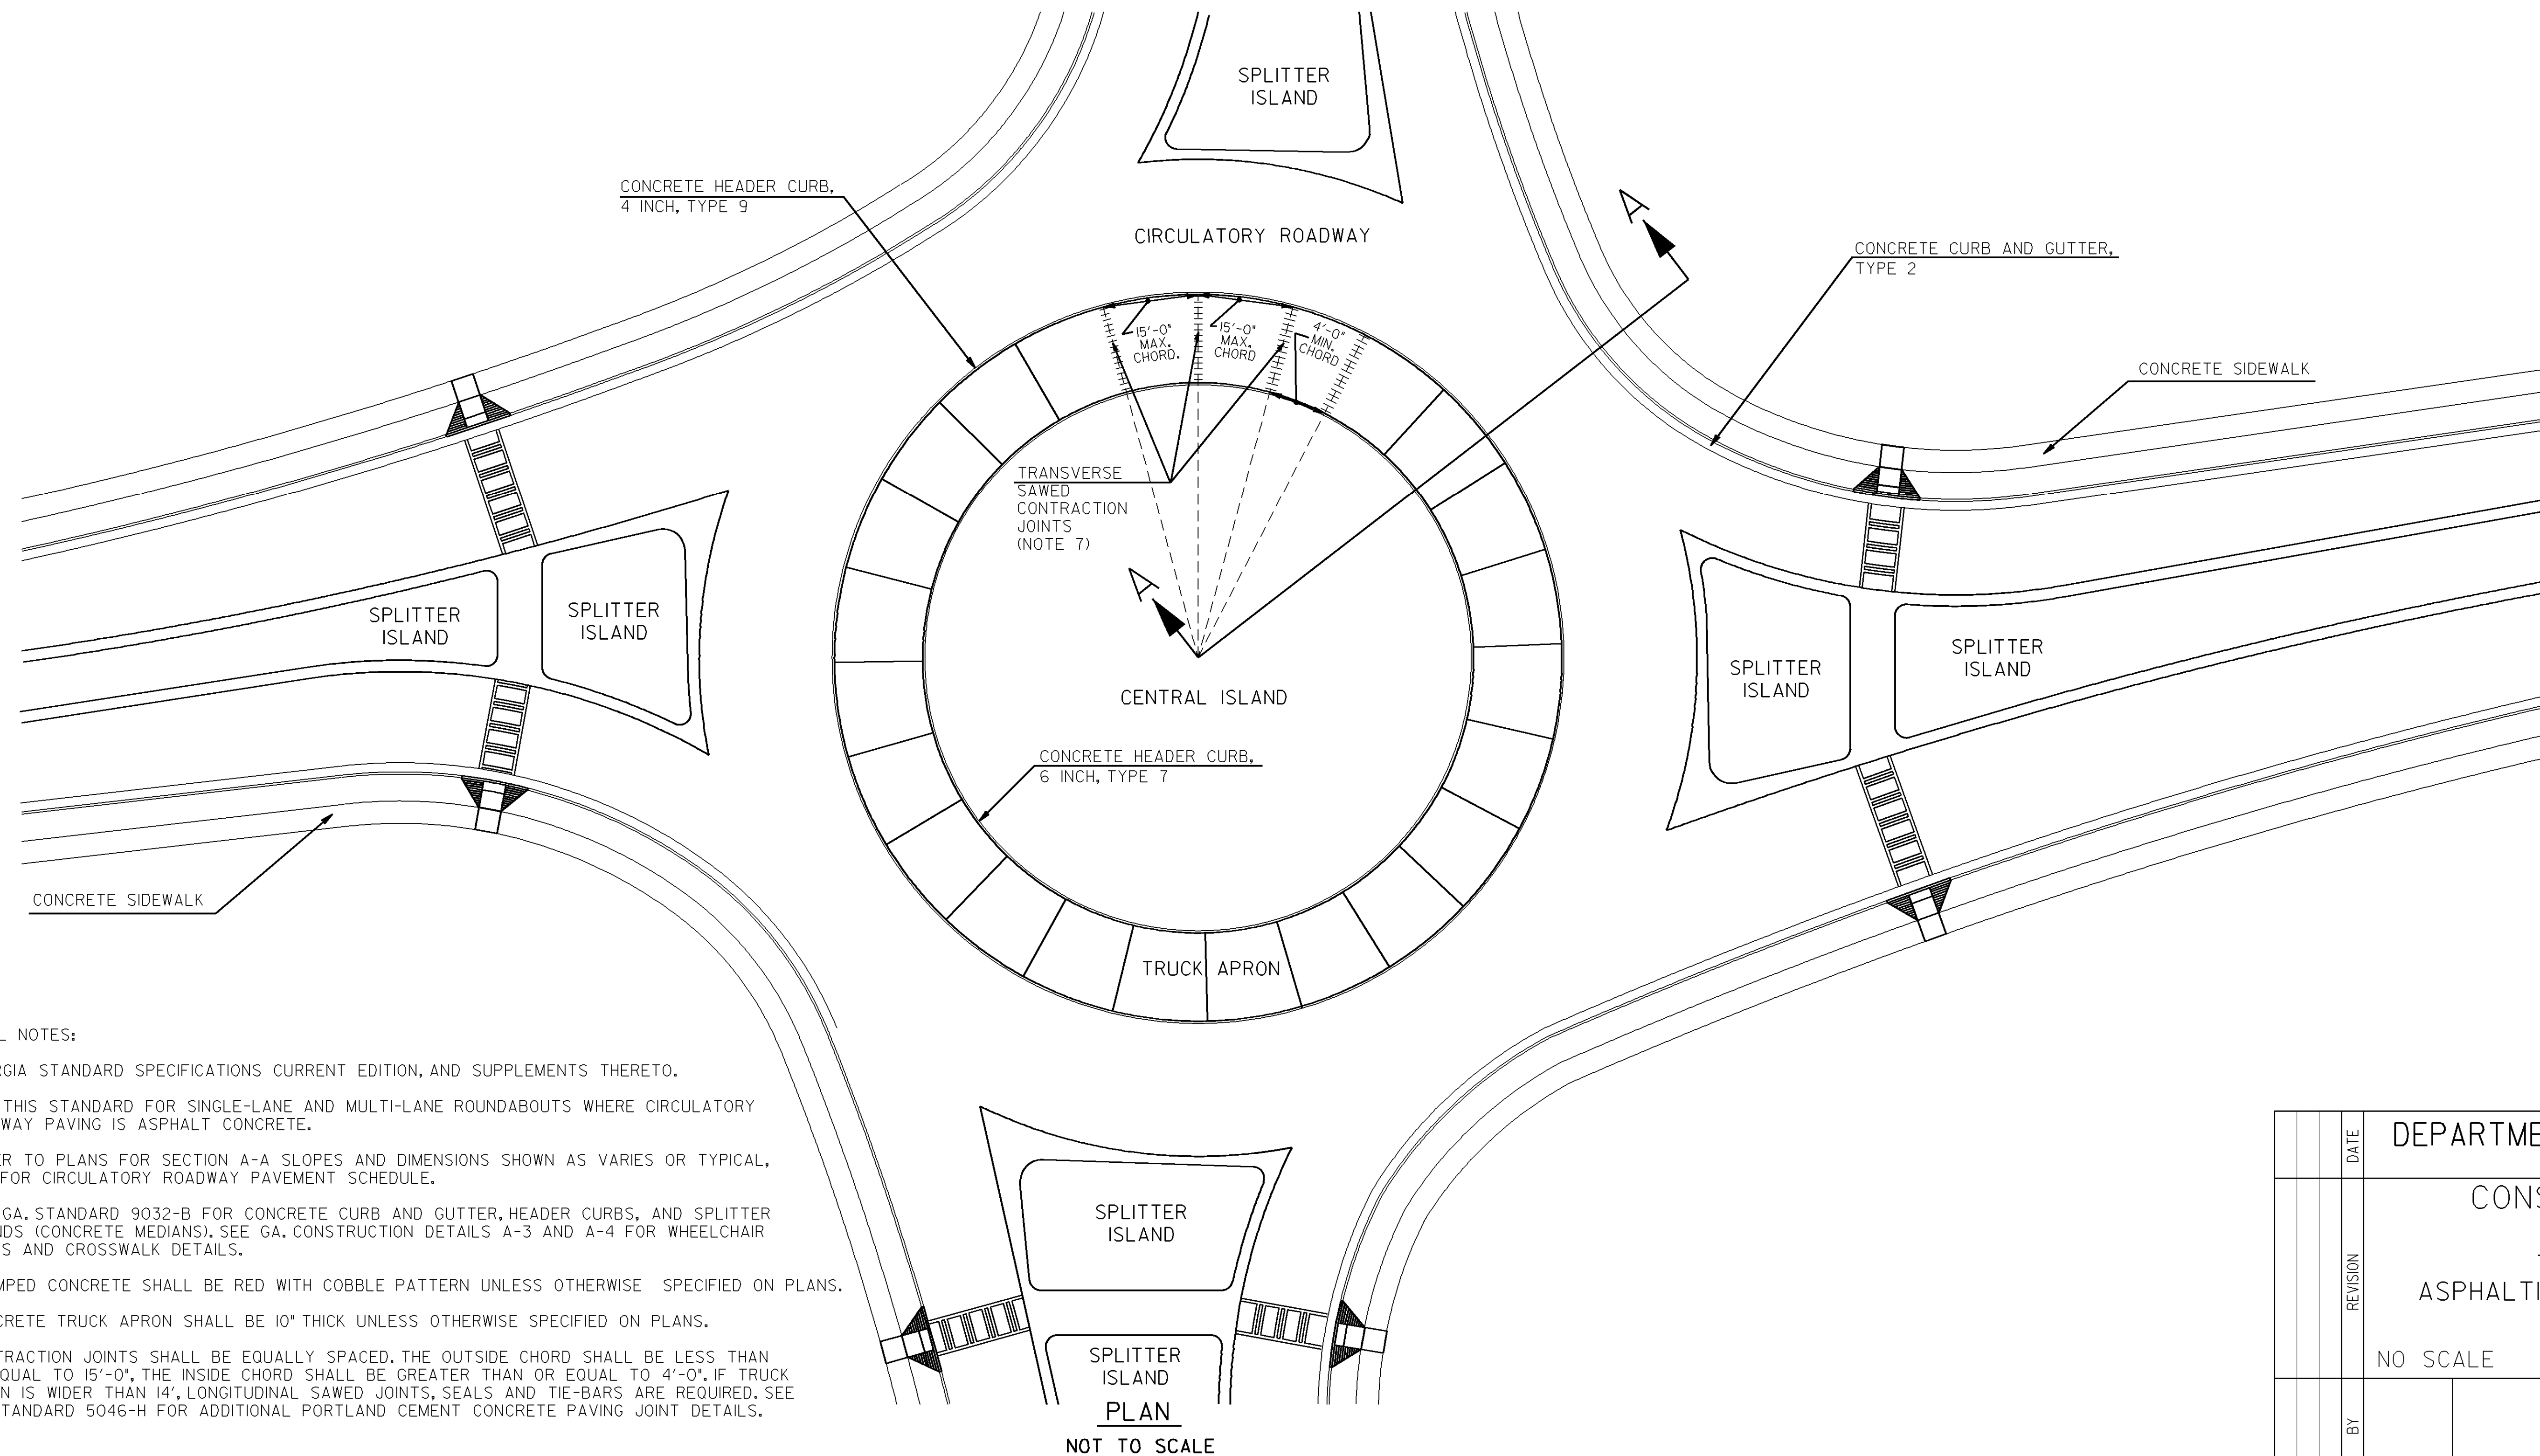 SPLITTER
ISLAND
CONCRETE HEADER CURB,
4 INCH, TYPE 9
A
CIRCULATORY ROADWAY
CONCRETE CURB AND GUTTER,
TYPE 2
15'-0"
MAX.
CHORD.
15'-0"
MAX.
CHORD
4'-0"
MIN.
CHORD
CONCRETE SIDEWALK
TRANSVERSE
SAWED
CONTRACTION
JOINTS
(NOTE 7)
A
SPLITTER
ISLAND
SPLITTER
ISLAND
SPLITTER
ISLAND
SPLITTER
ISLAND
CENTRAL ISLAND
CONCRETE HEADER CURB,
6 INCH, TYPE 7
CONCRETE SIDEWALK
TRUCK APRON
L NOTES:
RGIA STANDARD SPECIFICATIONS CURRENT EDITION, AND SUPPLEMENTS THERETO.
THIS STANDARD FOR SINGLE-LANE AND MULTI-LANE ROUNDABOUTS WHERE CIRCULATORY
WAY PAVING IS ASPHALT CONCRETE.
ER TO PLANS FOR SECTION A-A SLOPES AND DIMENSIONS SHOWN AS VARIES OR TYPICAL,
FOR CIRCULATORY ROADWAY PAVEMENT SCHEDULE.
GA. STANDARD 9032-B FOR CONCRETE CURB AND GUTTER, HEADER CURBS, AND SPLITTER
NDS (CONCRETE MEDIANS). SEE GA. CONSTRUCTION DETAILS A-3 AND A-4 FOR WHEELCHAIR
S AND CROSSWALK DETAILS.
MPED CONCRETE SHALL BE RED WITH COBBLE PATTERN UNLESS OTHERWISE SPECIFIED ON PLANS.
CRETE TRUCK APRON SHALL BE 10" THICK UNLESS OTHERWISE SPECIFIED ON PLANS.
TRACTION JOINTS SHALL BE EQUALLY SPACED. THE OUTSIDE CHORD SHALL BE LESS THAN
EQUAL TO 15'-0", THE INSIDE CHORD SHALL BE GREATER THAN OR EQUAL TO 4'-0". IF TRUCK
N IS WIDER THAN 14', LONGITUDINAL SAWED JOINTS, SEALS AND TIE-BARS ARE REQUIRED. SEE
STANDARD 5046-H FOR ADDITIONAL PORTLAND CEMENT CONCRETE PAVING JOINT DETAILS.
SPLITTER
ISLAND
SPLITTER
ISLAND
PLAN
NOT TO SCALE
DATE
REVISION
BY
DEPARTME
CONS
ASPHALTI
NO SCALE